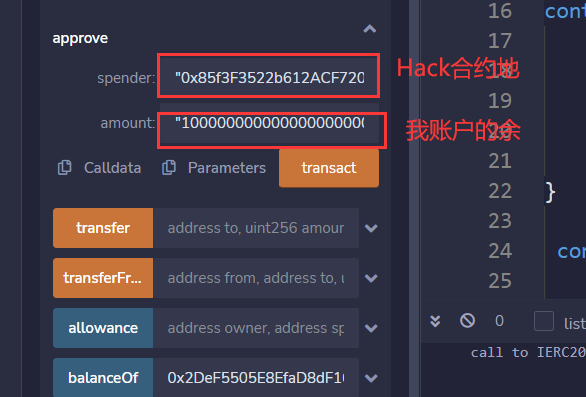 approve
spender:
"0x85f3F3522b612ACF720
Hack合约地
amount:
"1000000000000000000
我账户的余
Calldata
Parameters
transact
transfer
address to, uint256 amour
transferFr...
address from, address to, u
allowance
address owner, address sp
balanceOf
0x2DeF5505E8EfaD8dF1
16
cont
17
18
19
20
21
22
}
23
24
con
25
0
list
call to IERC20